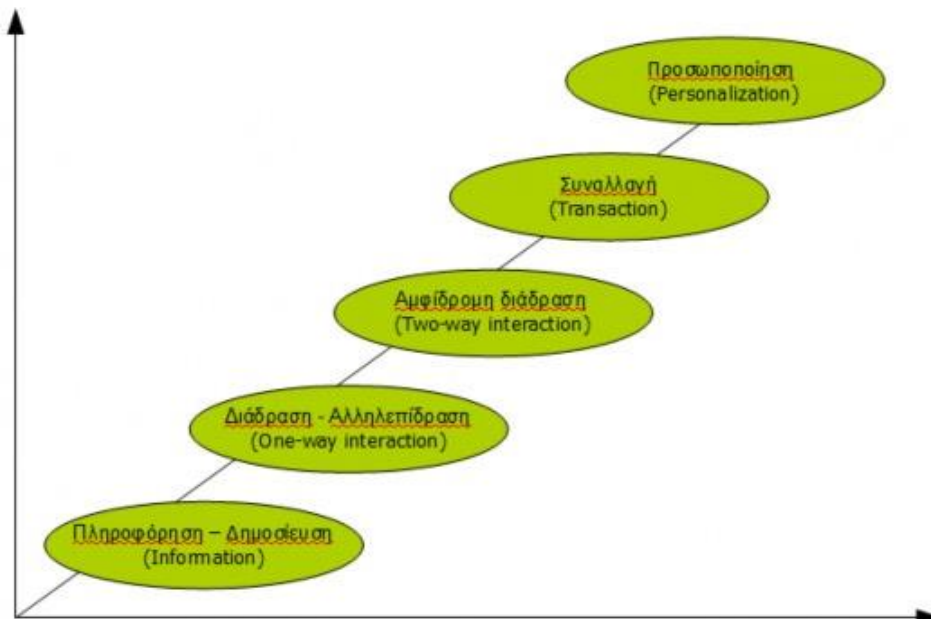 Προσωποποίηση
(Personalization)
Συναλλαγή
(Transaction)
Αμφίδρομη διάδραση
(Two-way interaction)
Διάδραση - Αλληλεπίδραση
(One-way interaction)
Πληροφόρηση – Δημοσίευση
(Information)